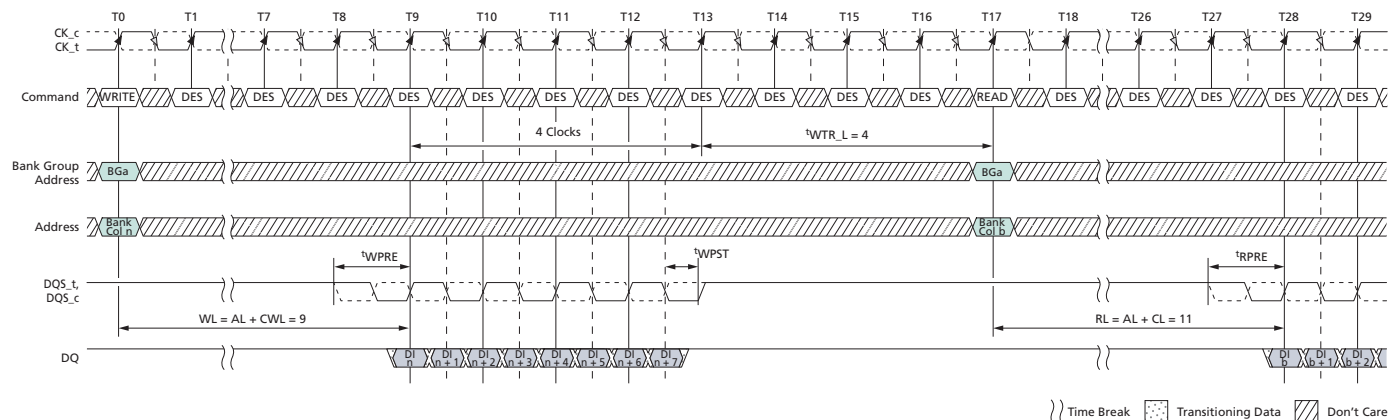 T0 T1 T7 T8 T9 T10 T11 T12 T13 T14 T15 T16 T17 T18 T26 T27 T28 T29
CK_c
CK_t
Command WRITE DES DES DES DES DES DES DES DES DES DES DES READ DES DES DES DES DES
4 Clocks tWTR_L = 4
Bank Group
Address
BGa BGa
Address
Bank
Col n
Bank
Col b
tWPRE tWPST tRPRE
DQS_t,
DQS_c
WL = AL + CWL = 9 RL = AL + CL = 11
DQ
DI DI DI DI DI DI DI DI DI DI DI
n n + 1 n + 2 n + 3 n + 4 n + 5 n + 6 n + 7 b b + 1 b + 2
Time Break Transitioning Data Don't Care